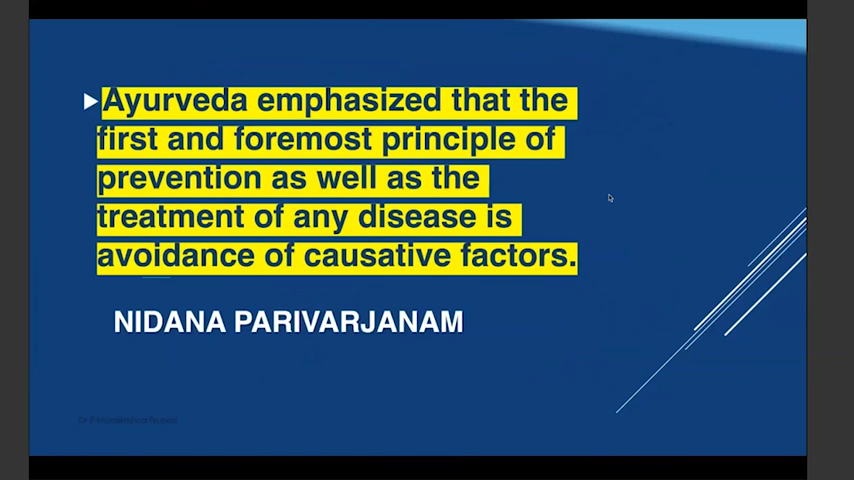 Ayurveda emphasized that the
first and foremost principle of
prevention as well as the
treatment of any disease is
avoidance of causative factors.
NIDANA PARIVARJANAM